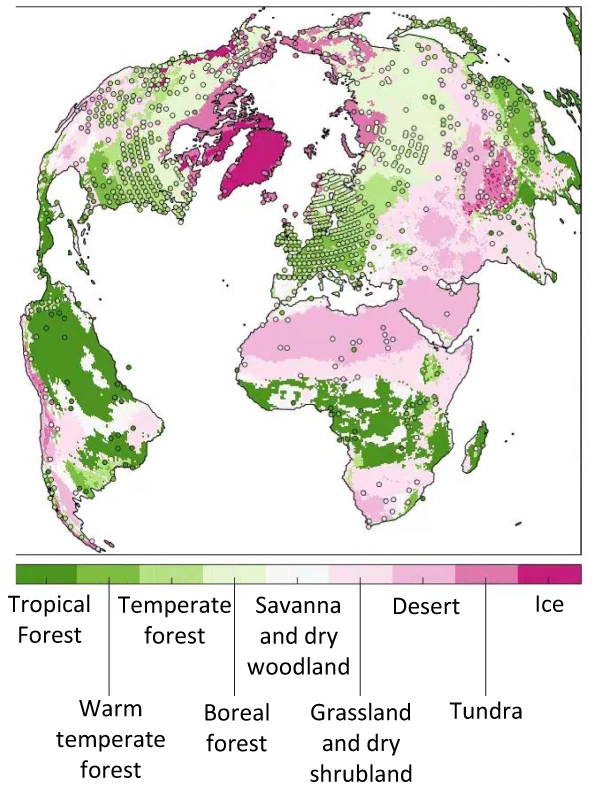 Tropical
Forest
Temperate
forest
Savanna
and dry
woodland
Desert
Ice
Warm
temperate
forest
Boreal
forest
Grassland
and dry
shrubland
Tundra